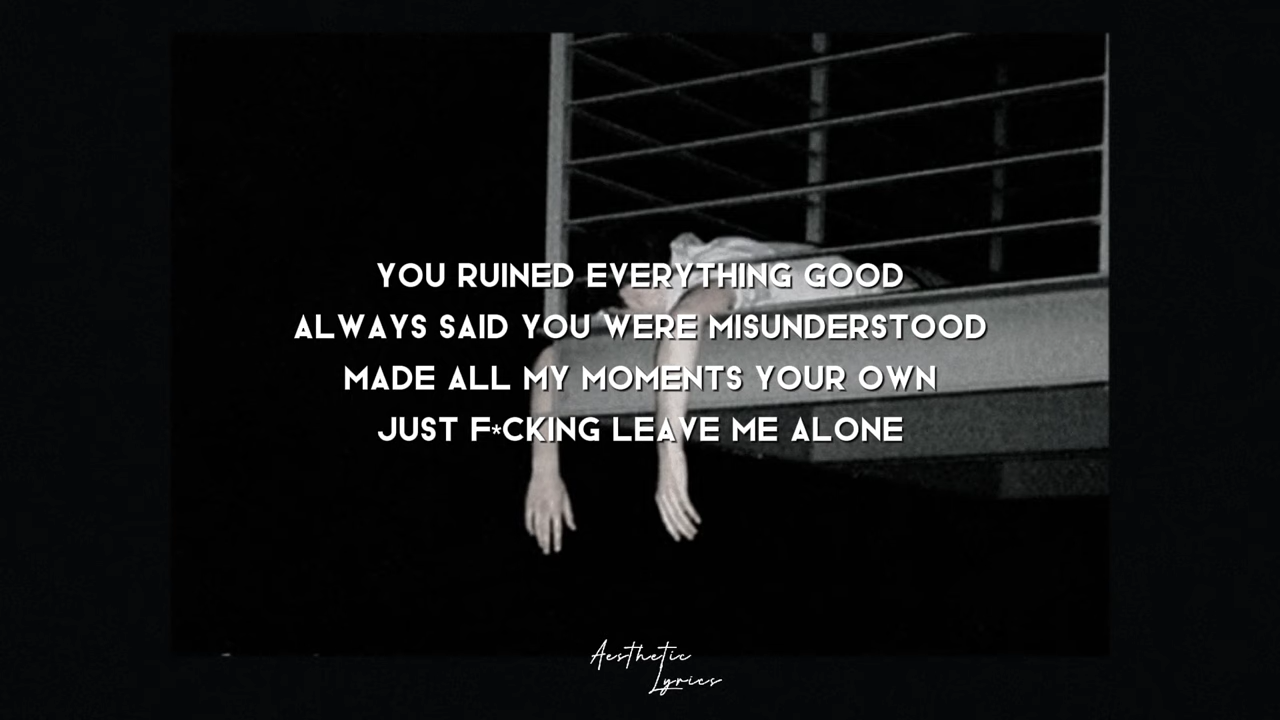 YOU RUINED EVERYTHING GOOD
ALWAYS SAID YOU WERE MISUNDERSTOOD
MADE ALL MY MOMENTS YOUR OWN
JUST F*CKING LEAVE ME ALONE
Aesthetic
Lyrics